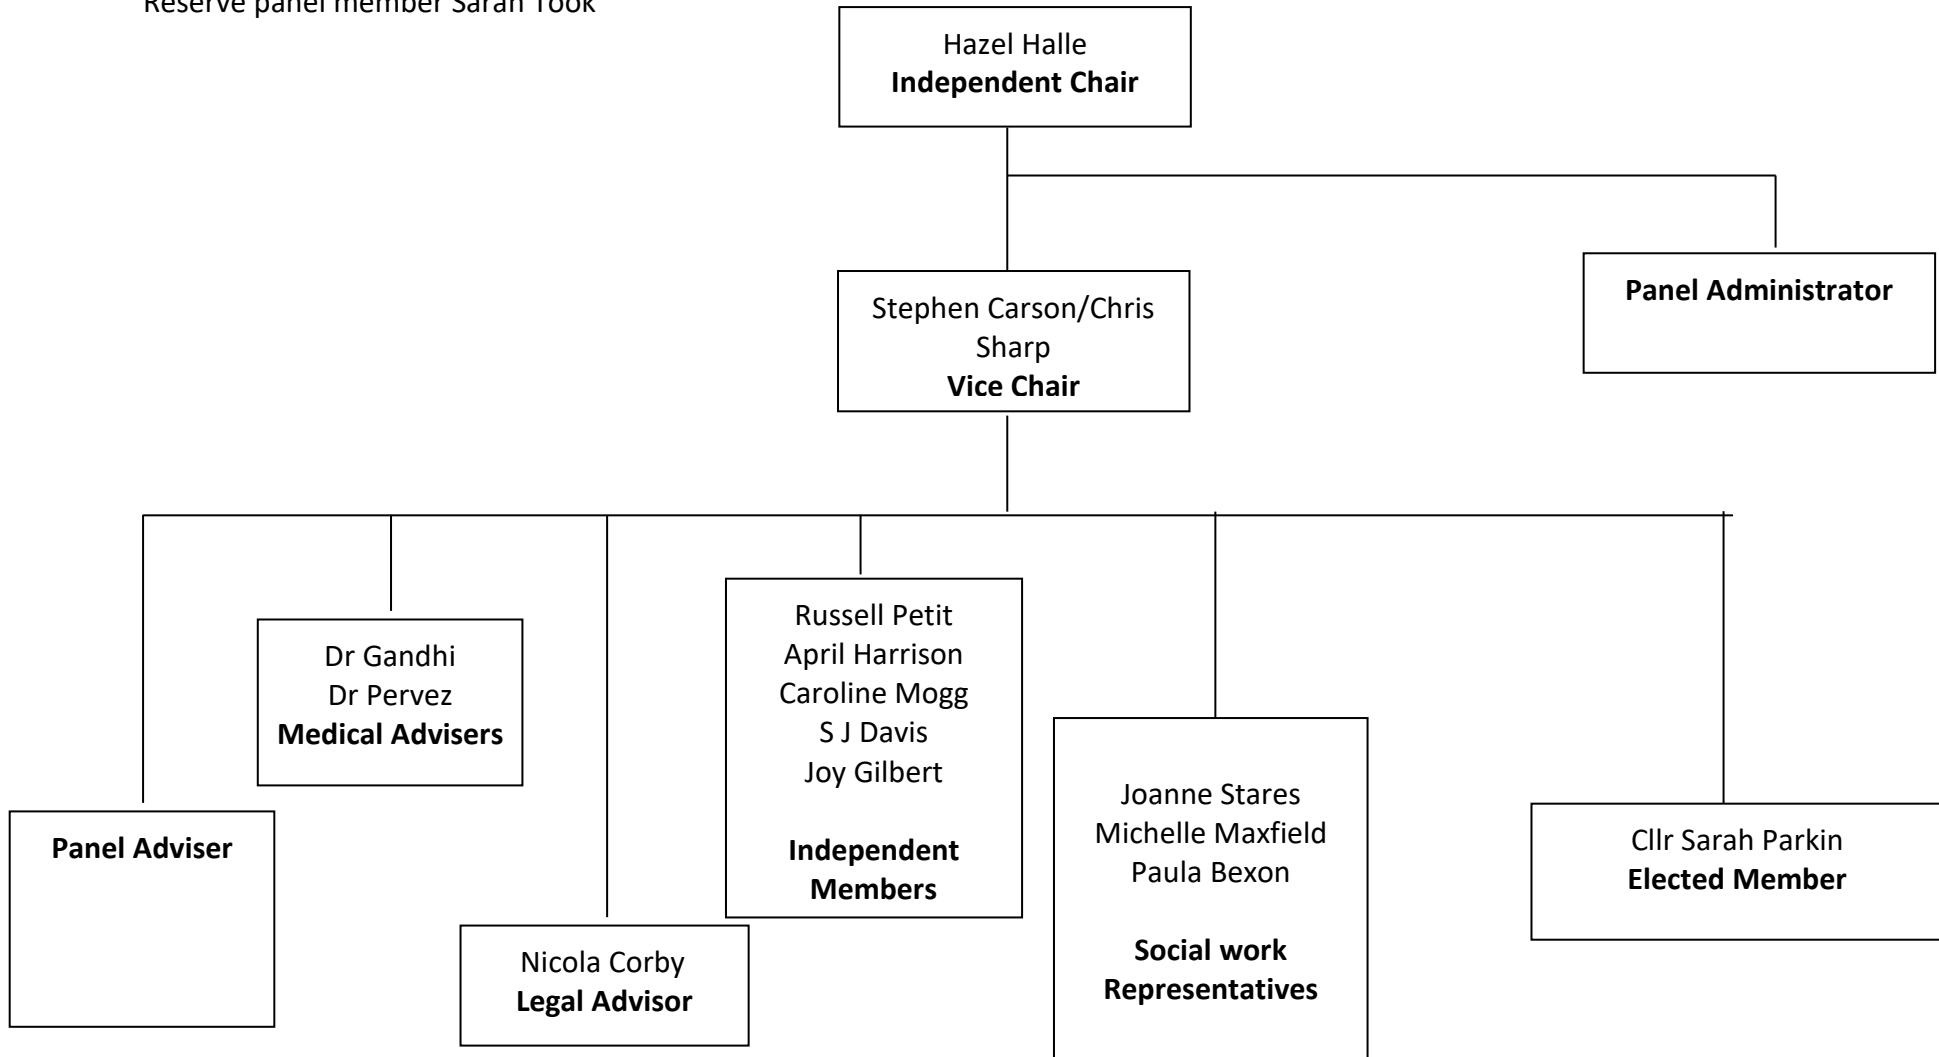 Reserve panel member Sarah Took
Hazel Halle
Independent Chair
Stephen Carson/Chris
Sharp
Vice Chair
Panel Administrator
Panel Adviser
Dr Gandhi
Dr Pervez
Medical Advisers
Nicola Corby
Legal Advisor
Russell Petit
April Harrison
Caroline Mogg
S J Davis
Joy Gilbert
Independent
Members
Joanne Stares
Michelle Maxfield
Paula Bexon
Social work
Representatives
Cllr Sarah Parkin
Elected Member